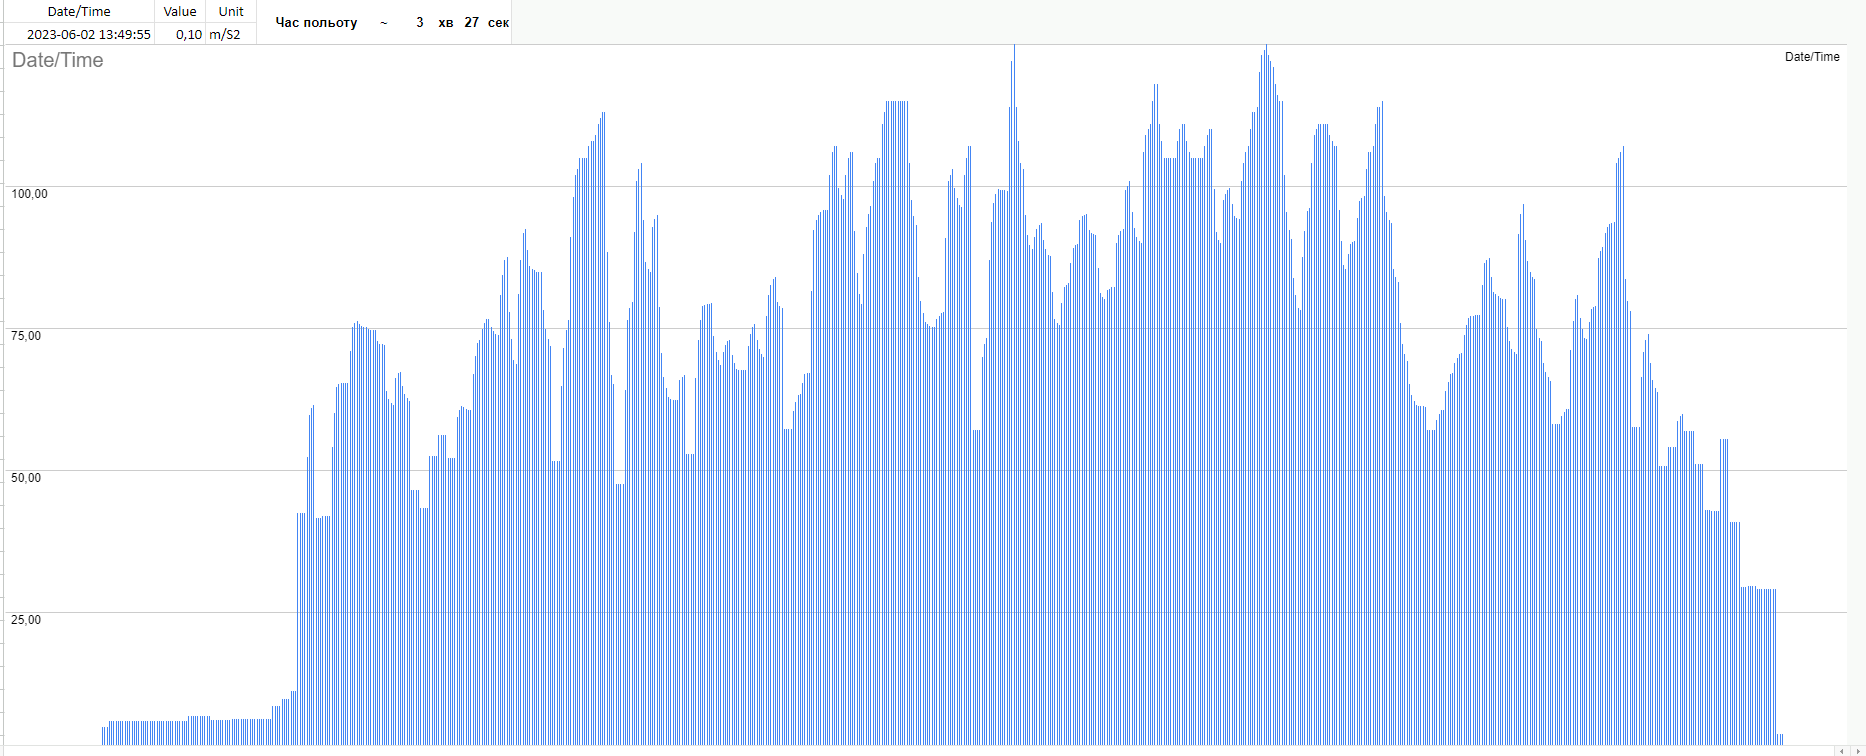 Date/Time Value Unit
2023-06-02 13:49:55 0,10 m/S2
Час польоту ~ 3 хв 27 сек
Date/Time
Date/Time
100,00
75,00
50,00
25,00